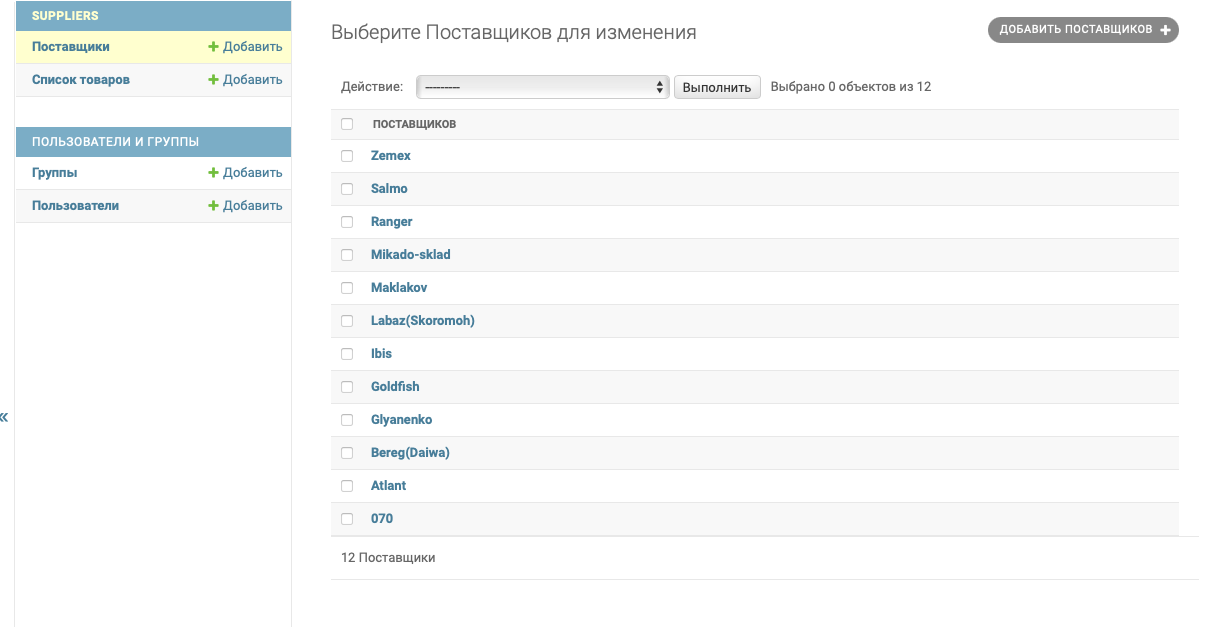 SUPPLIERS
Поставщики + Добавить
Список товаров + Добавить
ПОЛЬЗОВАТЕЛИ И ГРУППЫ
Группы + Добавить
Пользователи + Добавить
«
Выберите Поставщиков для изменения
ДОБАВИТЬ ПОСТАВЩИКОВ +
Действие: --------- Выполнить Выбрано 0 объектов из 12
ПОСТАВЩИКОВ
Zemex
Salmo
Ranger
Mikado-sklad
Maklakov
Labaz(Skoromoh)
Ibis
Goldfish
Glyanenko
Bereg(Daiwa)
Atlant
070
12 Поставщики